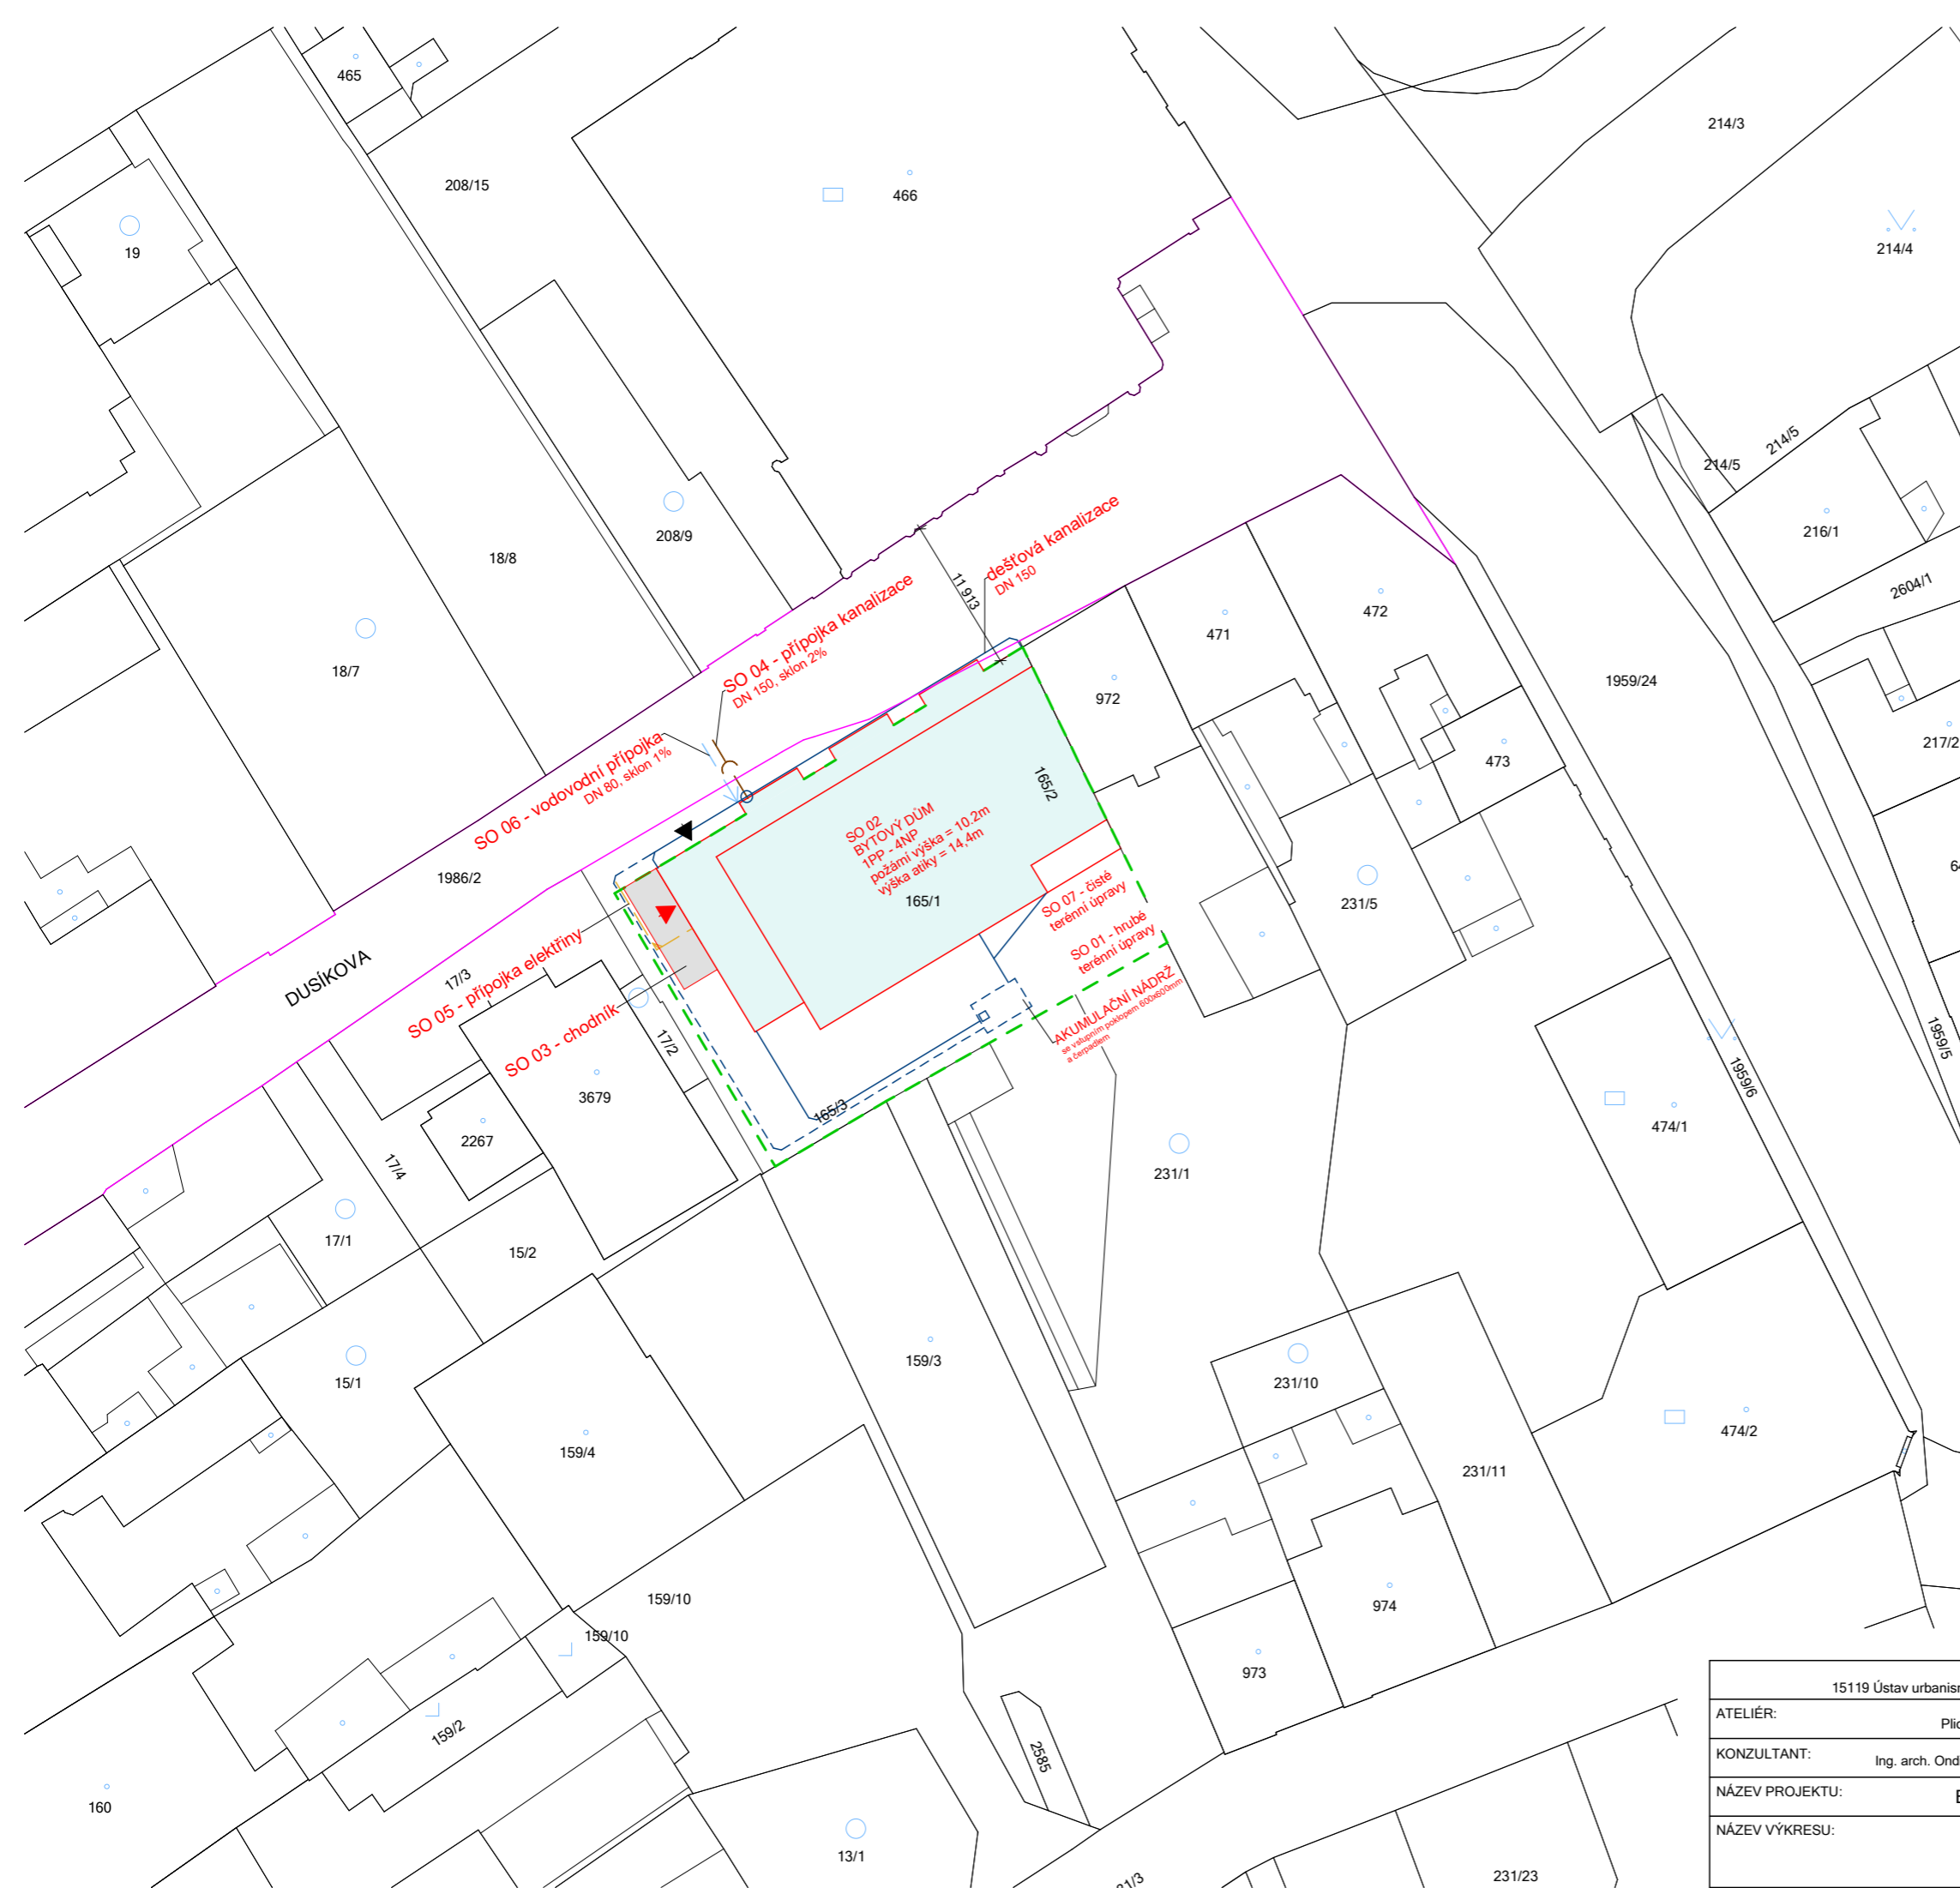 465
214/3
208/15
466
19
214/4
214/5
214/5
216/1
208/9
18/8
dešťová kanalizace
DN 150
11 913
2604/1
SO 04 - přípojka kanalizace
DN 150, sklon 2%
471
472
18/7
972
1959/24
SO 06 - vodovodní přípojka
DN 80, sklon 1%
473
217/2
165/2
SO 02
BYTOVÝ DŮM
1PP - 4NP
požární výška = 10.2m
výška atiky = 14,4m
165/1
1986/2
231/5
SO 07 - čisté
terénní úpravy
SO 01 - hrubé
terénní úpravy
DUSÍKOVA
17/3
SO 05 - přípojka elektřiny
SO 03 - chodník
17/2
AKUMULAČNÍ NÁDRŽ
se vstupním poklopem 600x600mm
a čerpadlem
1959/5
1959/6
3679
165/3
2267
474/1
17/4
231/1
17/1
15/2
159/3
15/1
231/10
159/4
474/2
231/11
159/10
974
159/10
973
159/2
2585
160
13/1
231/23
15119 Ústav urbanis
ATELIÉR:
KONZULTANT:
Ing. arch. Ond
NÁZEV PROJEKTU:
NÁZEV VÝKRESU: